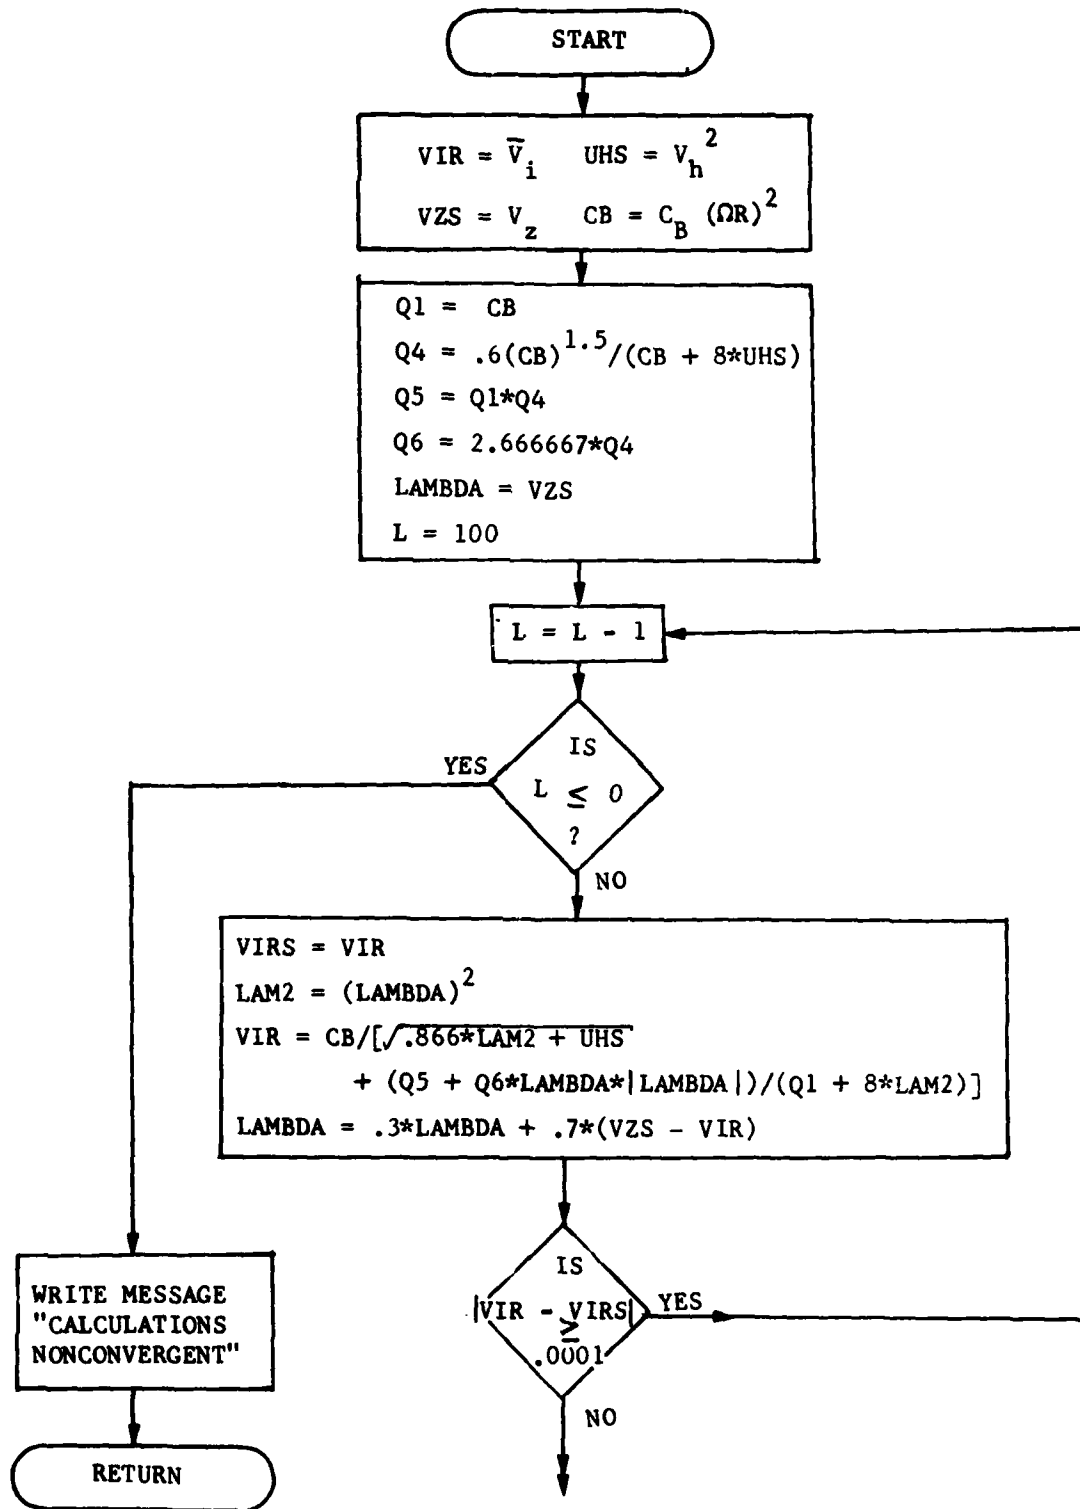 START
VIR = V̄ᵢ UHS = V_h²
VZS = V_z CB = C_B (ΩR)²
Q1 = CB
Q4 = .6(CB)^1.5/(CB + 8*UHS)
Q5 = Q1*Q4
Q6 = 2.666667*Q4
LAMBDA = VZS
L = 100
L = L - 1
IS
YES
L ≤ 0
?
NO
VIRS = VIR
LAM2 = (LAMBDA)²
VIR = CB/[√.866*LAM2 + UHS
+ (Q5 + Q6*LAMBDA*|LAMBDA|)/(Q1 + 8*LAM2)]
LAMBDA = .3*LAMBDA + .7*(VZS - VIR)
IS
|VIR - VIRS| YES
≥
.0001
NO
WRITE MESSAGE
"CALCULATIONS
NONCONVERGENT"
RETURN